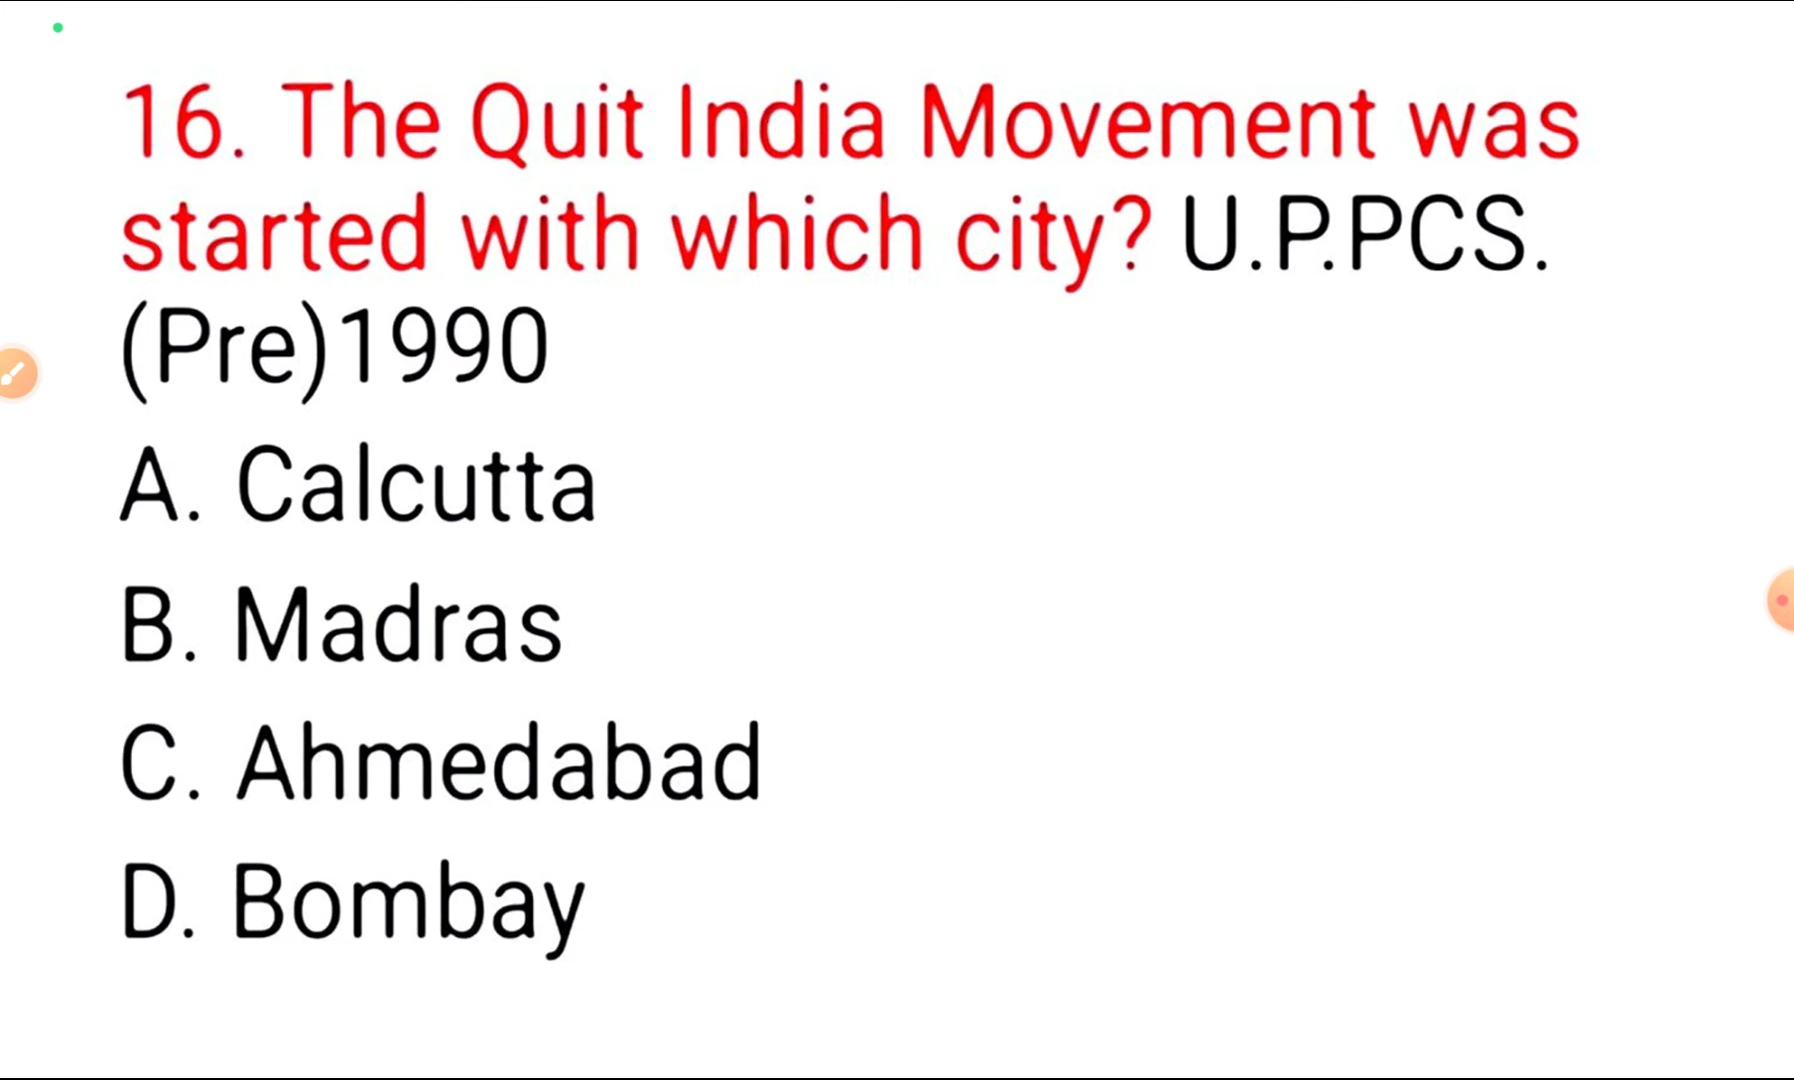 16. The Quit India Movement was
started with which city? U.P.PCS.
(Pre)1990
A. Calcutta
B. Madras
C. Ahmedabad
D. Bombay